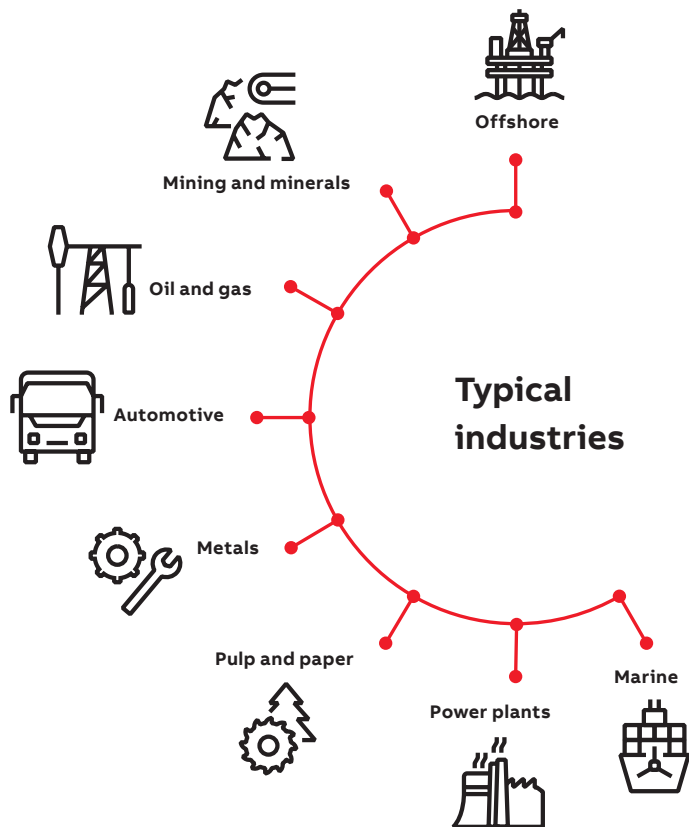 Offshore
Mining and minerals
Oil and gas
Automotive
Typical
industries
Metals
Pulp and paper
Marine
Power plants